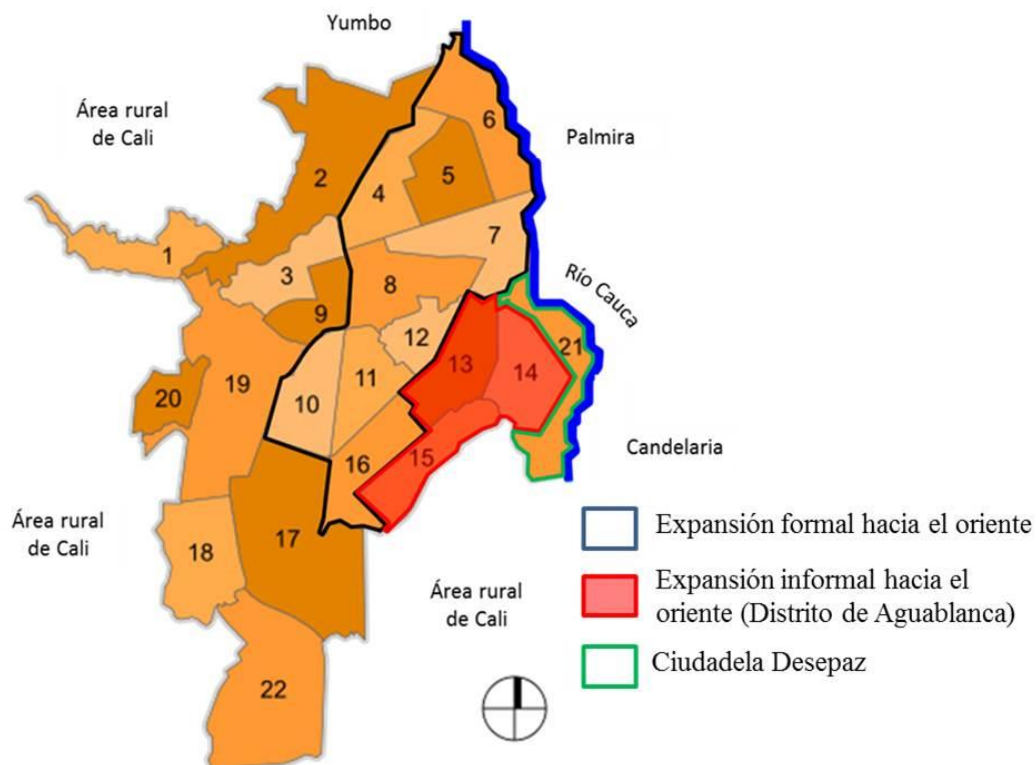 Yumbo
Área rural
de Cali
6
Palmira
2
4
5
1
7
3
8
Río Cauca
9
12
21
13
14
19
11
20
10
Candelaria
16
15
Área rural
de Cali
17
18
Expansión formal hacia el oriente
Área rural
de Cali
Expansión informal hacia el
oriente (Distrito de Aguablanca)
Ciudadela Desepaz
22